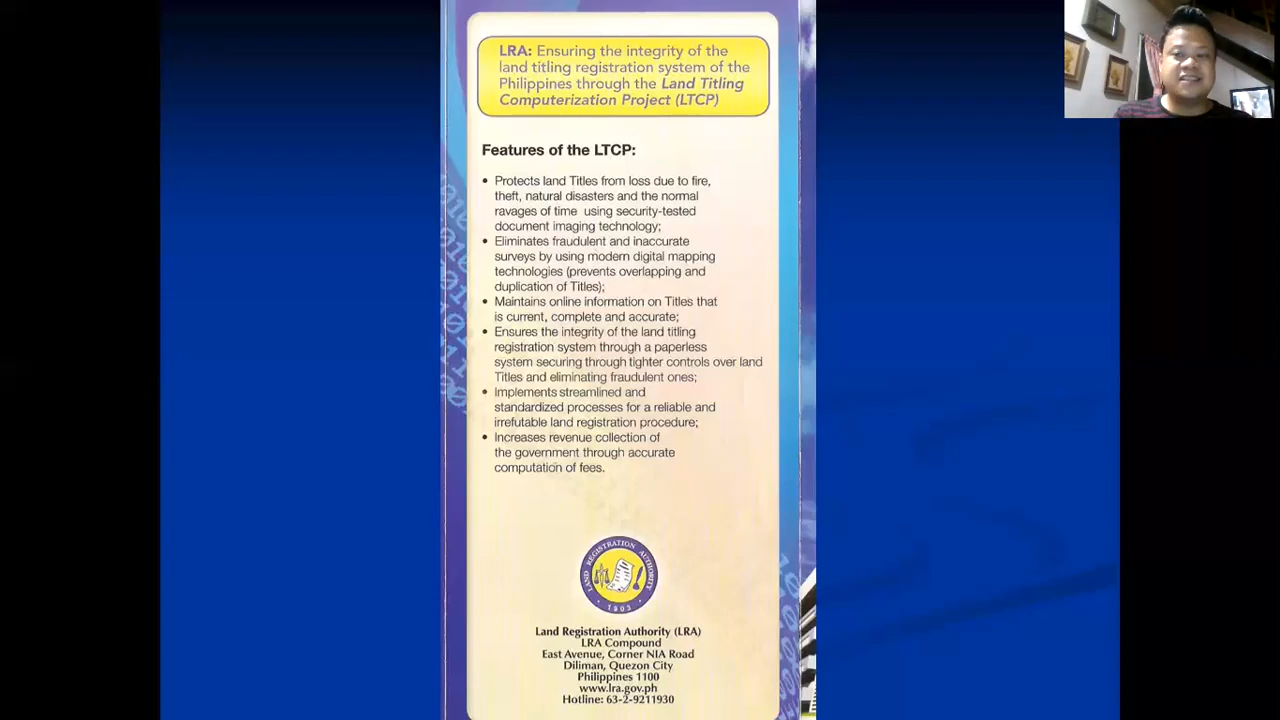 LRA: Ensuring the integrity of the
land titling registration system of the
Philippines through the Land Titling
Computerization Project (LTCP)
Features of the LTCP:
• Protects land Titles from loss due to fire,
theft, natural disasters and the normal
ravages of time using security-tested
document imaging technology;
• Eliminates fraudulent and inaccurate
surveys by using modern digital mapping
technologies (prevents overlapping and
duplication of Titles);
• Maintains online information on Titles that
is current, complete and accurate;
• Ensures the integrity of the land titling
registration system through a paperless
system securing through tighter controls over land
Titles and eliminating fraudulent ones;
• Implements streamlined and
standardized processes for a reliable and
irrefutable land registration procedure;
• Increases revenue collection of
the government through accurate
computation of fees.
LAND REGISTRATION AUTHORITY
1903
Land Registration Authority (LRA)
LRA Compound
East Avenue, Corner NIA Road
Diliman, Quezon City
Philippines 1100
www.lra.gov.ph
Hotline: 63-2-9211930